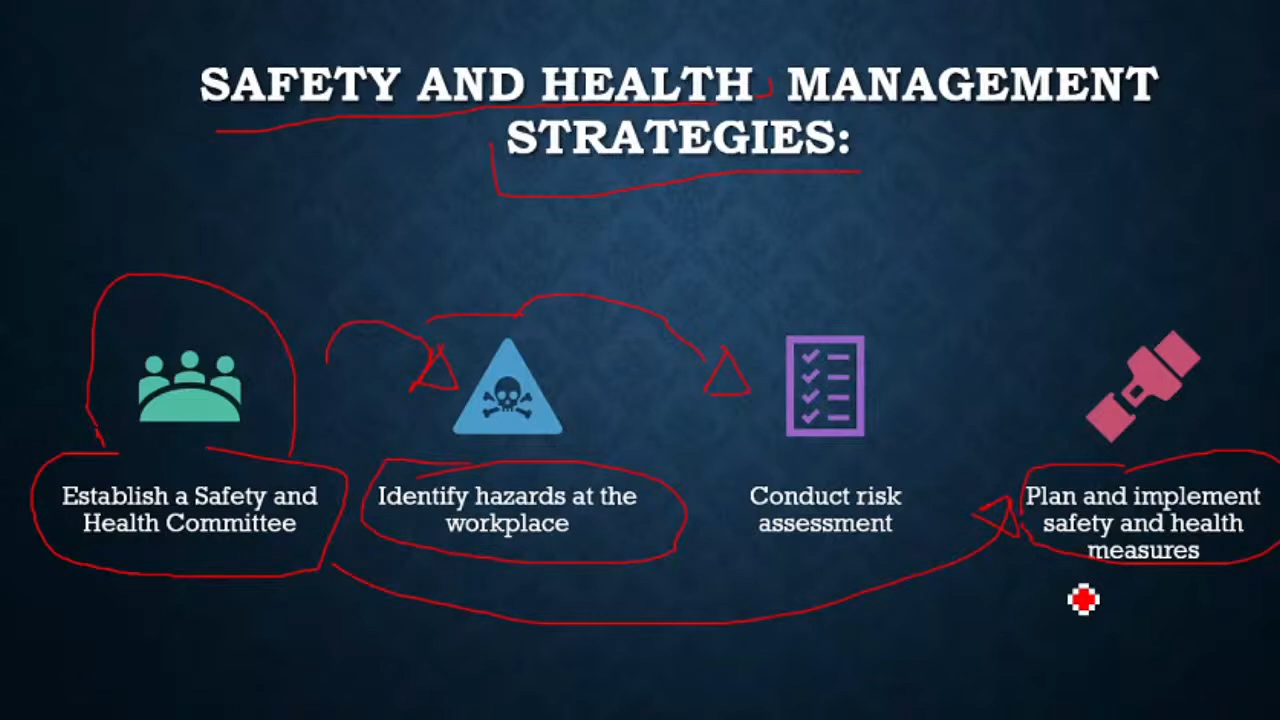 SAFETY AND HEALTH MANAGEMENT
STRATEGIES:
Establish a Safety and
Health Committee
Identify hazards at the
workplace
Conduct risk
assessment
Plan and implement
safety and health
measures